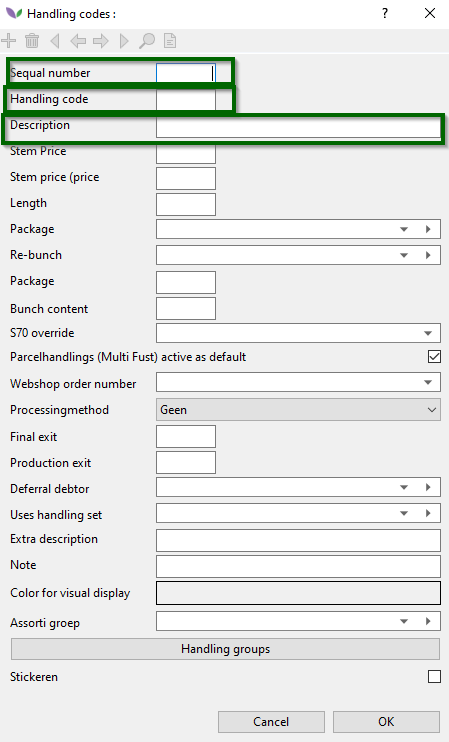 Handling codes :
?
Sequal number
Handling code
Description
Stem Price
Stem price (price
Length
Package
Re-bunch
Package
Bunch content
S70 override
Parcelhandlings (Multi Fust) active as default
Webshop order number
Processingmethod Geen
Final exit
Production exit
Deferral debtor
Uses handling set
Extra description
Note
Color for visual display
Assorti groep
Handling groups
Stickeren
Cancel OK